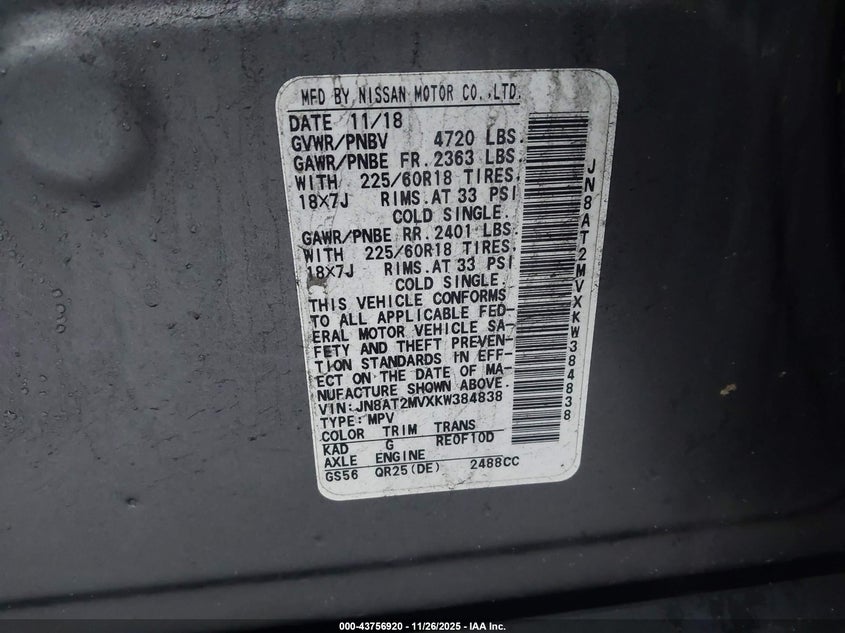 MFD BY NISSAN MOTOR CO.,LTD.
DATE 11/18
GVWR/PNBV 4720 LBS.
GAWR/PNBE FR. 2363 LBS.
WITH 225/60R18 TIRES.
18X7J RIMS.AT 33 PSI
COLD SINGLE.
GAWR/PNBE RR. 2401 LBS.
WITH 225/60R18 TIRES.
18X7J RIMS.AT 33 PSI
COLD SINGLE.
THIS VEHICLE CONFORMS
TO ALL APPLICABLE FED-
ERAL MOTOR VEHICLE SA-
FETY AND THEFT PREVEN-
TION STANDARDS IN EFF-
ECT ON THE DATE OF MA-
NUFACTURE SHOWN ABOVE.
VIN:JN8AT2MVXKW384838
TYPE:MPV
COLOR TRIM TRANS
KAD G RE0F10D
AXLE ENGINE
GS56 QR25(DE) 2488CC
JN8AT2MVXKW384838
000-43756920 - 11/26/2025 - IAA Inc.